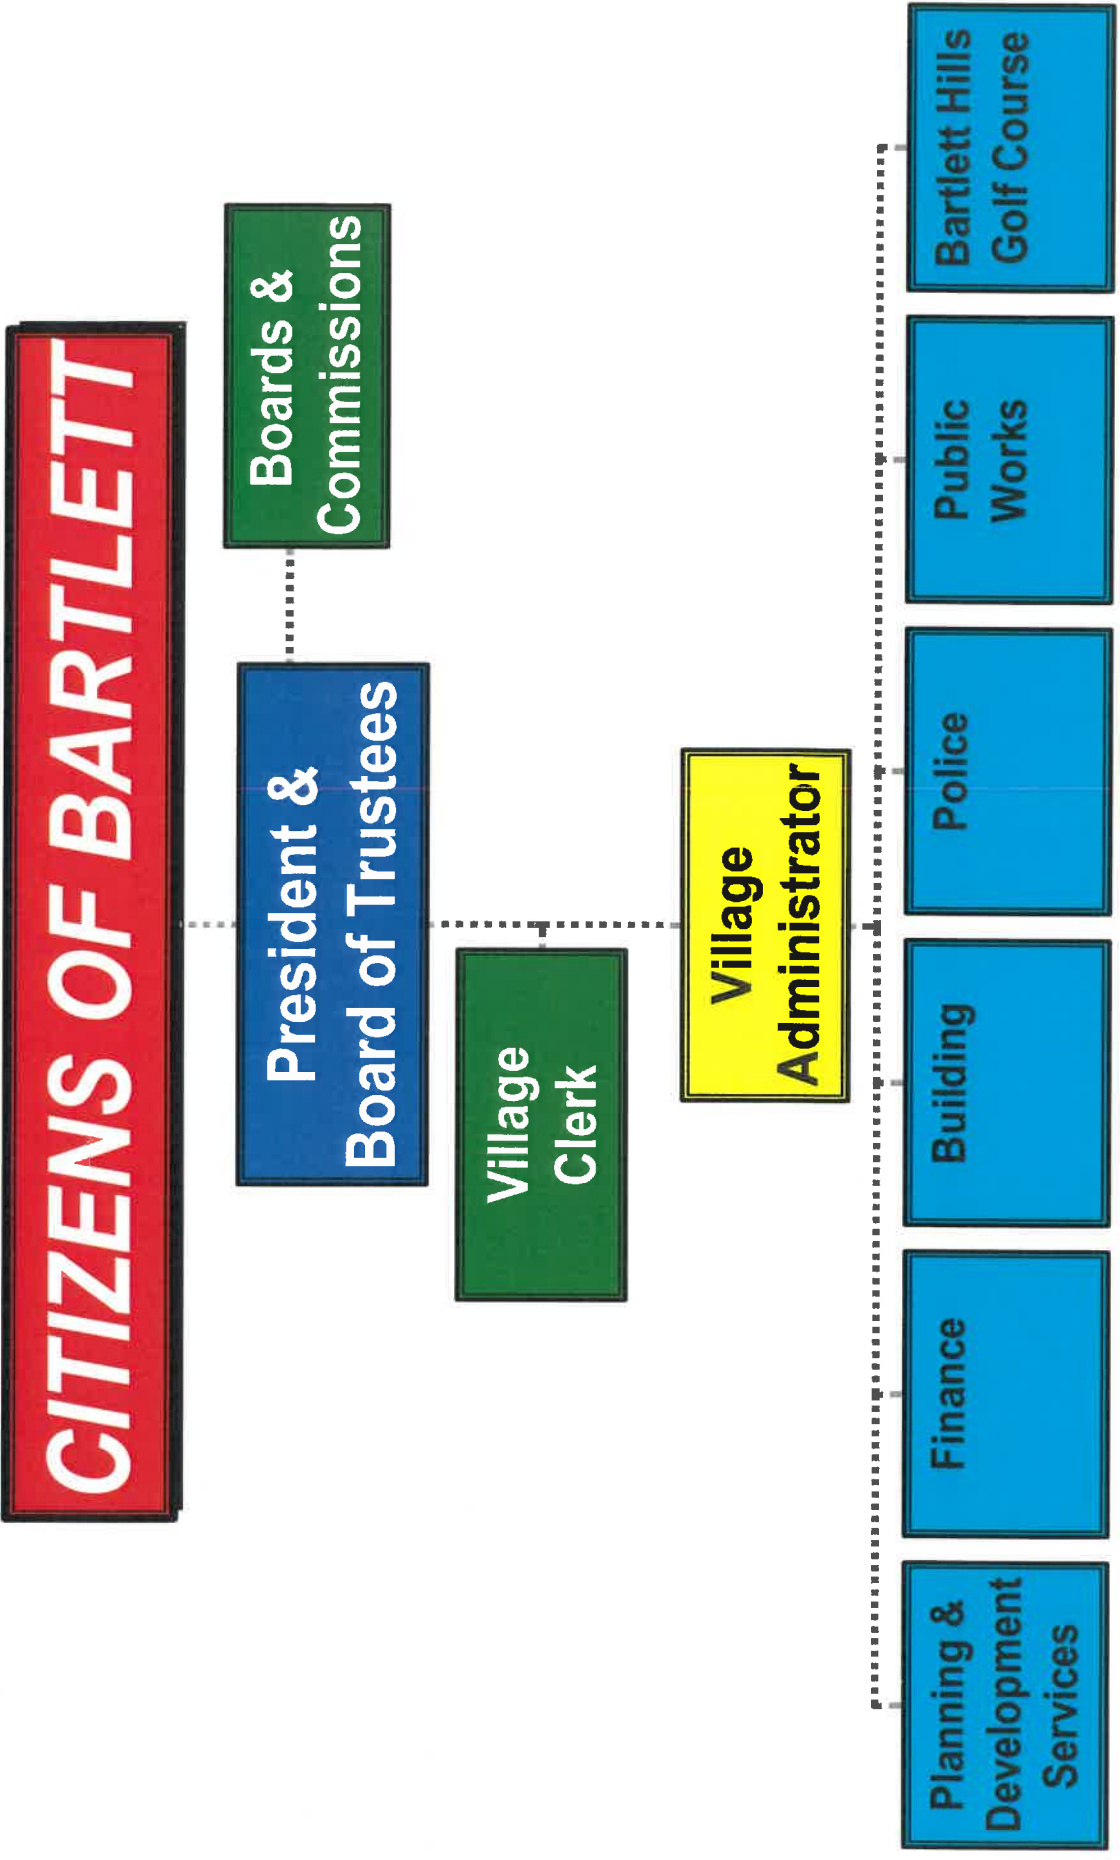 CITIZENS OF BARTLETT
Boards &
Commissions
President &
Board of Trustees
Village
Clerk
Village
Administrator
Planning &
Development
Services
Finance
Building
Police
Public
Works
Bartlett Hills
Golf Course